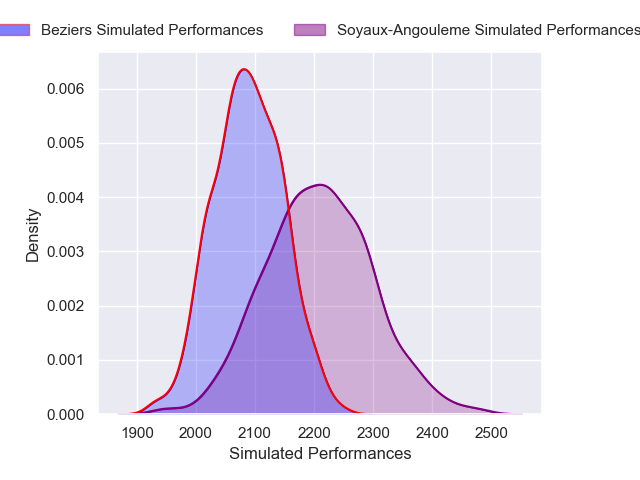 Beziers Simulated Performances
Soyaux-Angouleme Simulated Performances
0.006
0.005
0.004
0.003
0.002
0.001
0.000
Density
1900 2000 2100 2200 2300 2400 2500
Simulated Performances